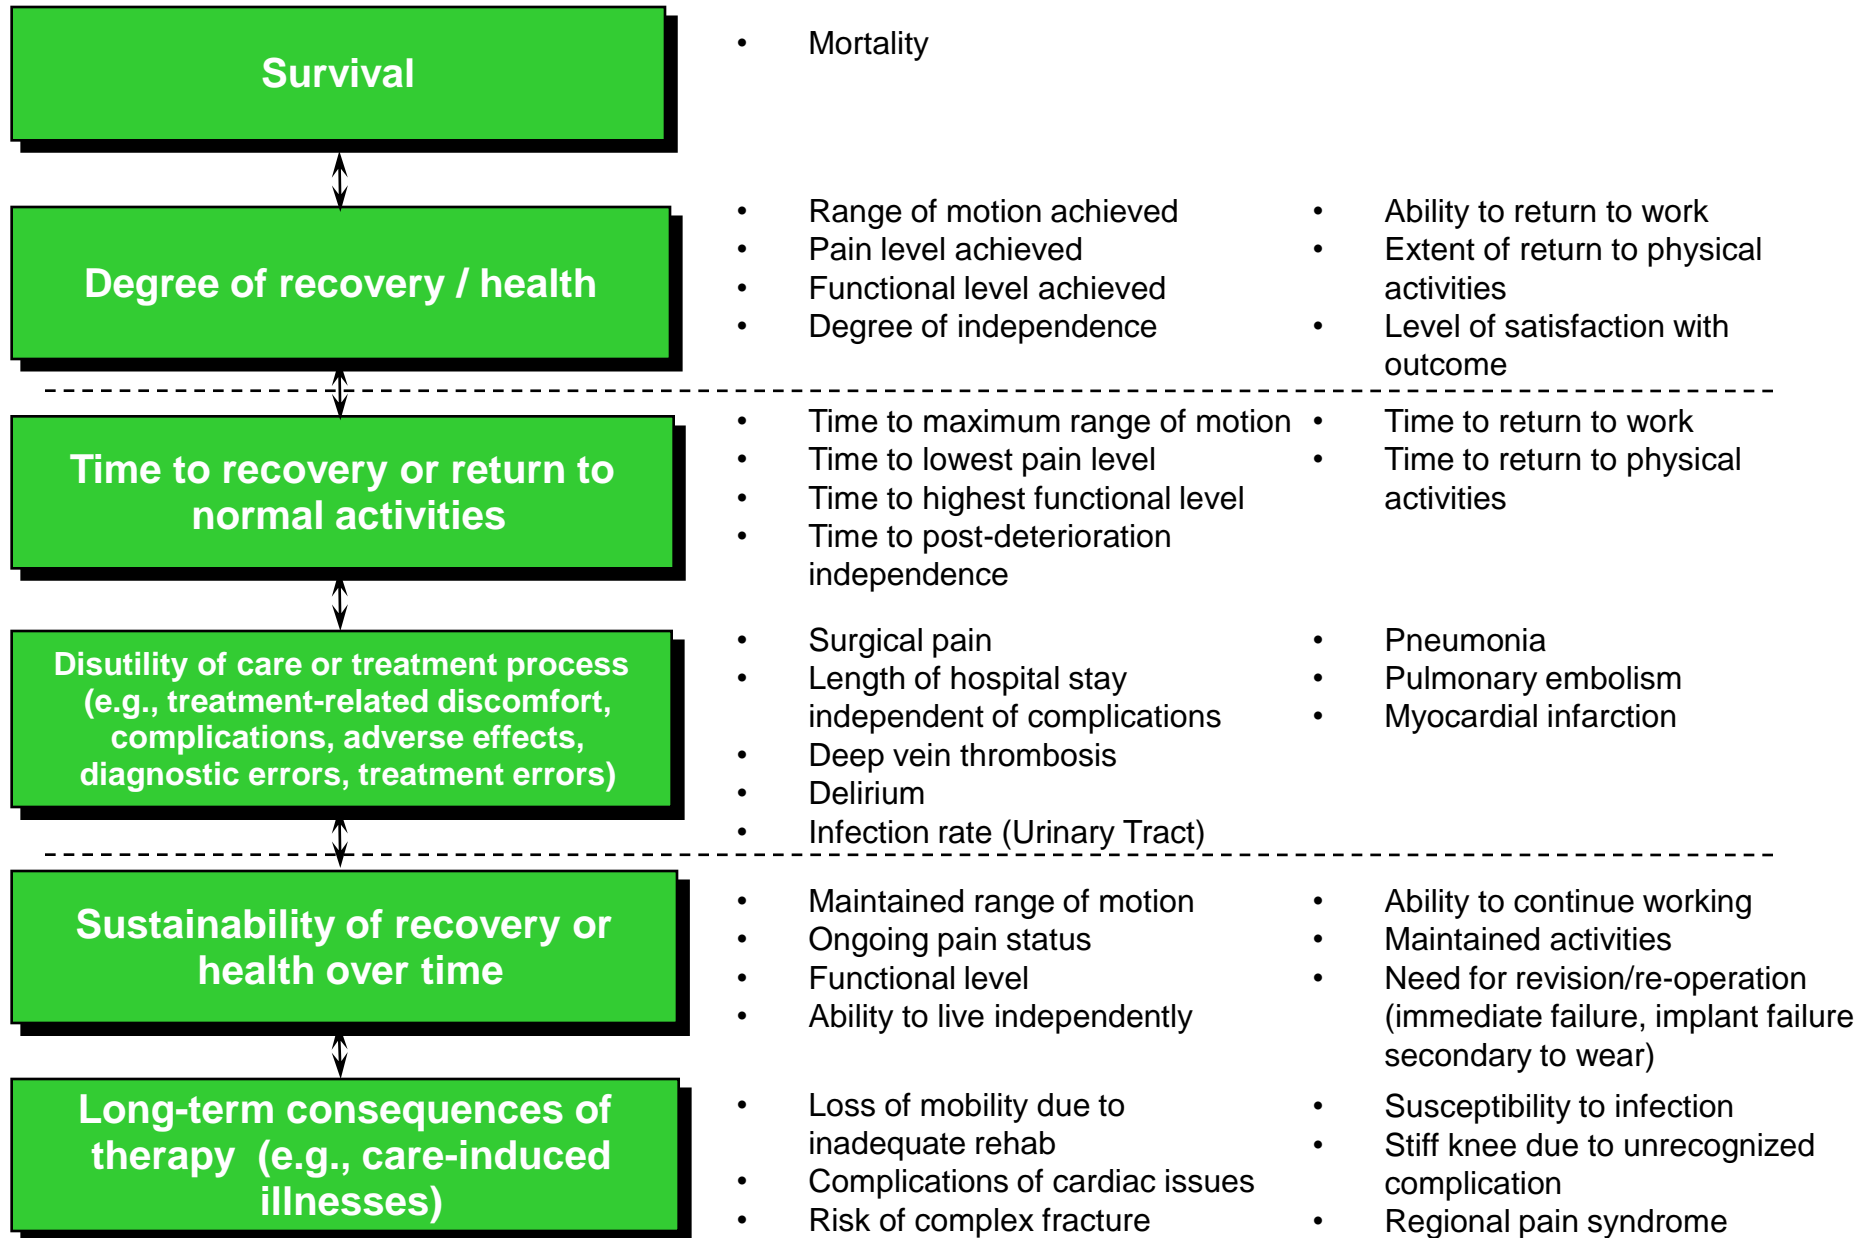 Survival
• Mortality
Degree of recovery / health
• Range of motion achieved
• Pain level achieved
• Functional level achieved
• Degree of independence
• Ability to return to work
• Extent of return to physical
activities
• Level of satisfaction with
outcome
Time to recovery or return to
normal activities
• Time to maximum range of motion
• Time to lowest pain level
• Time to highest functional level
• Time to post-deterioration
independence
• Time to return to work
• Time to return to physical
activities
Disutility of care or treatment process
(e.g., treatment-related discomfort,
complications, adverse effects,
diagnostic errors, treatment errors)
• Surgical pain
• Length of hospital stay
independent of complications
• Deep vein thrombosis
• Delirium
• Infection rate (Urinary Tract)
• Pneumonia
• Pulmonary embolism
• Myocardial infarction
Sustainability of recovery or
health over time
• Maintained range of motion
• Ongoing pain status
• Functional level
• Ability to live independently
• Ability to continue working
• Maintained activities
• Need for revision/re-operation
(immediate failure, implant failure
secondary to wear)
Long-term consequences of
therapy (e.g., care-induced
illnesses)
• Loss of mobility due to
inadequate rehab
• Complications of cardiac issues
• Risk of complex fracture
• Susceptibility to infection
• Stiff knee due to unrecognized
complication
• Regional pain syndrome